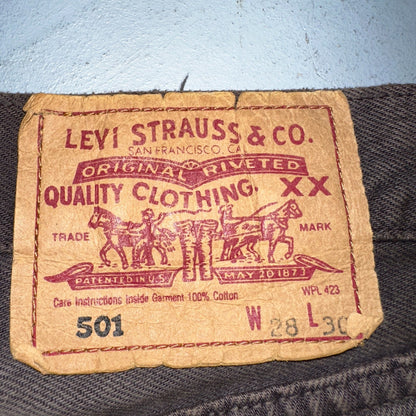 LEVI STRAUSS & CO.
SAN FRANCISCO, CAL
ORIGINAL RIVETED
QUALITY CLOTHING. XX
TRADE MARK
PATENTED IN U.S. MAY 20 1873
Care Instructions Inside Garment 100% Cotton WPL 423
501 W 28 L 30